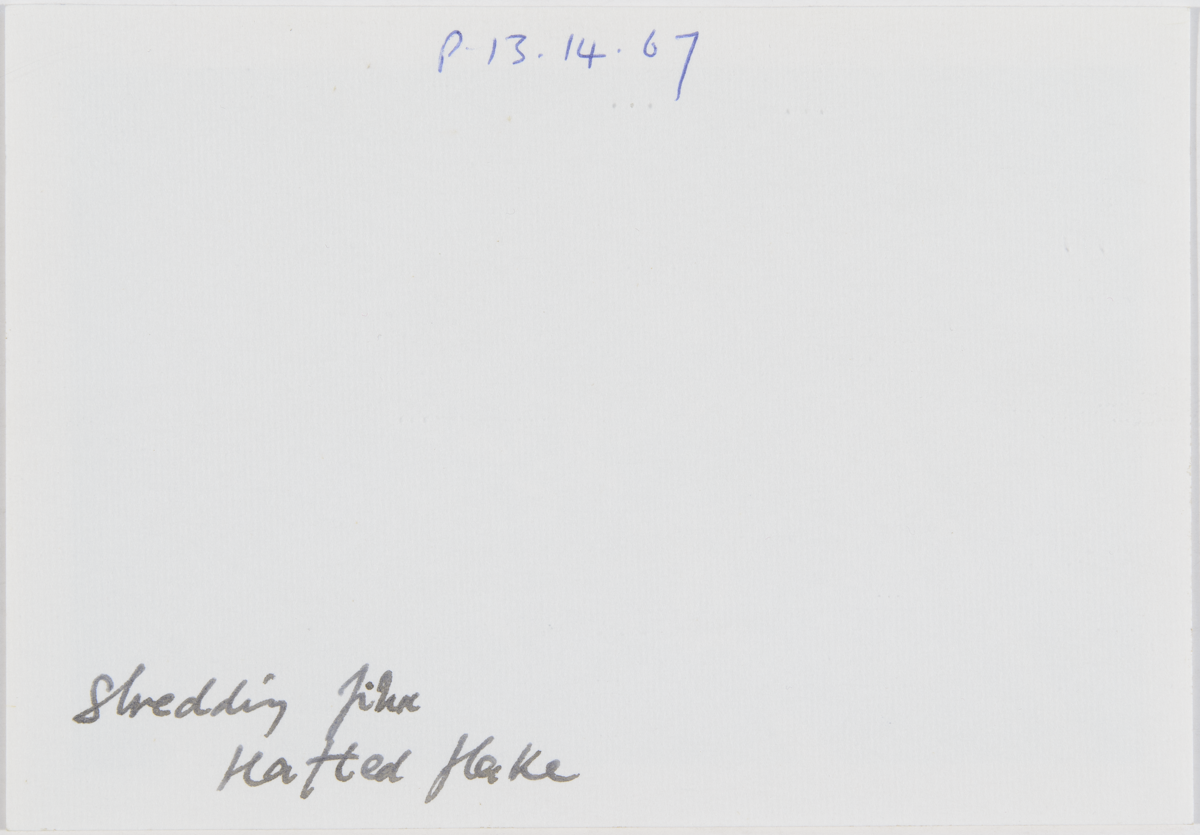 P-13.14.67
Shredding fibre
Hafted flake